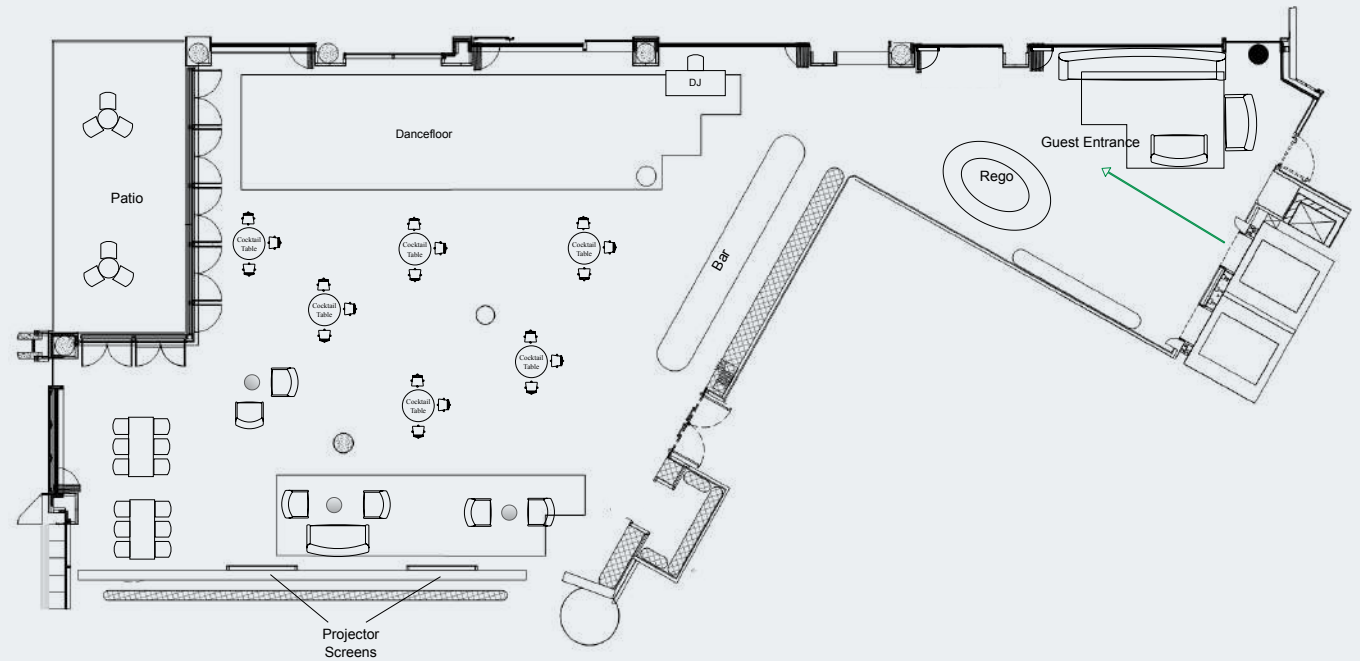 DJ
Dancefloor
Guest Entrance
Rego
Patio
Cocktail
Table
Cocktail
Table
Cocktail
Table
Bar
Cocktail
Table
Cocktail
Table
Cocktail
Table
Projector
Screens